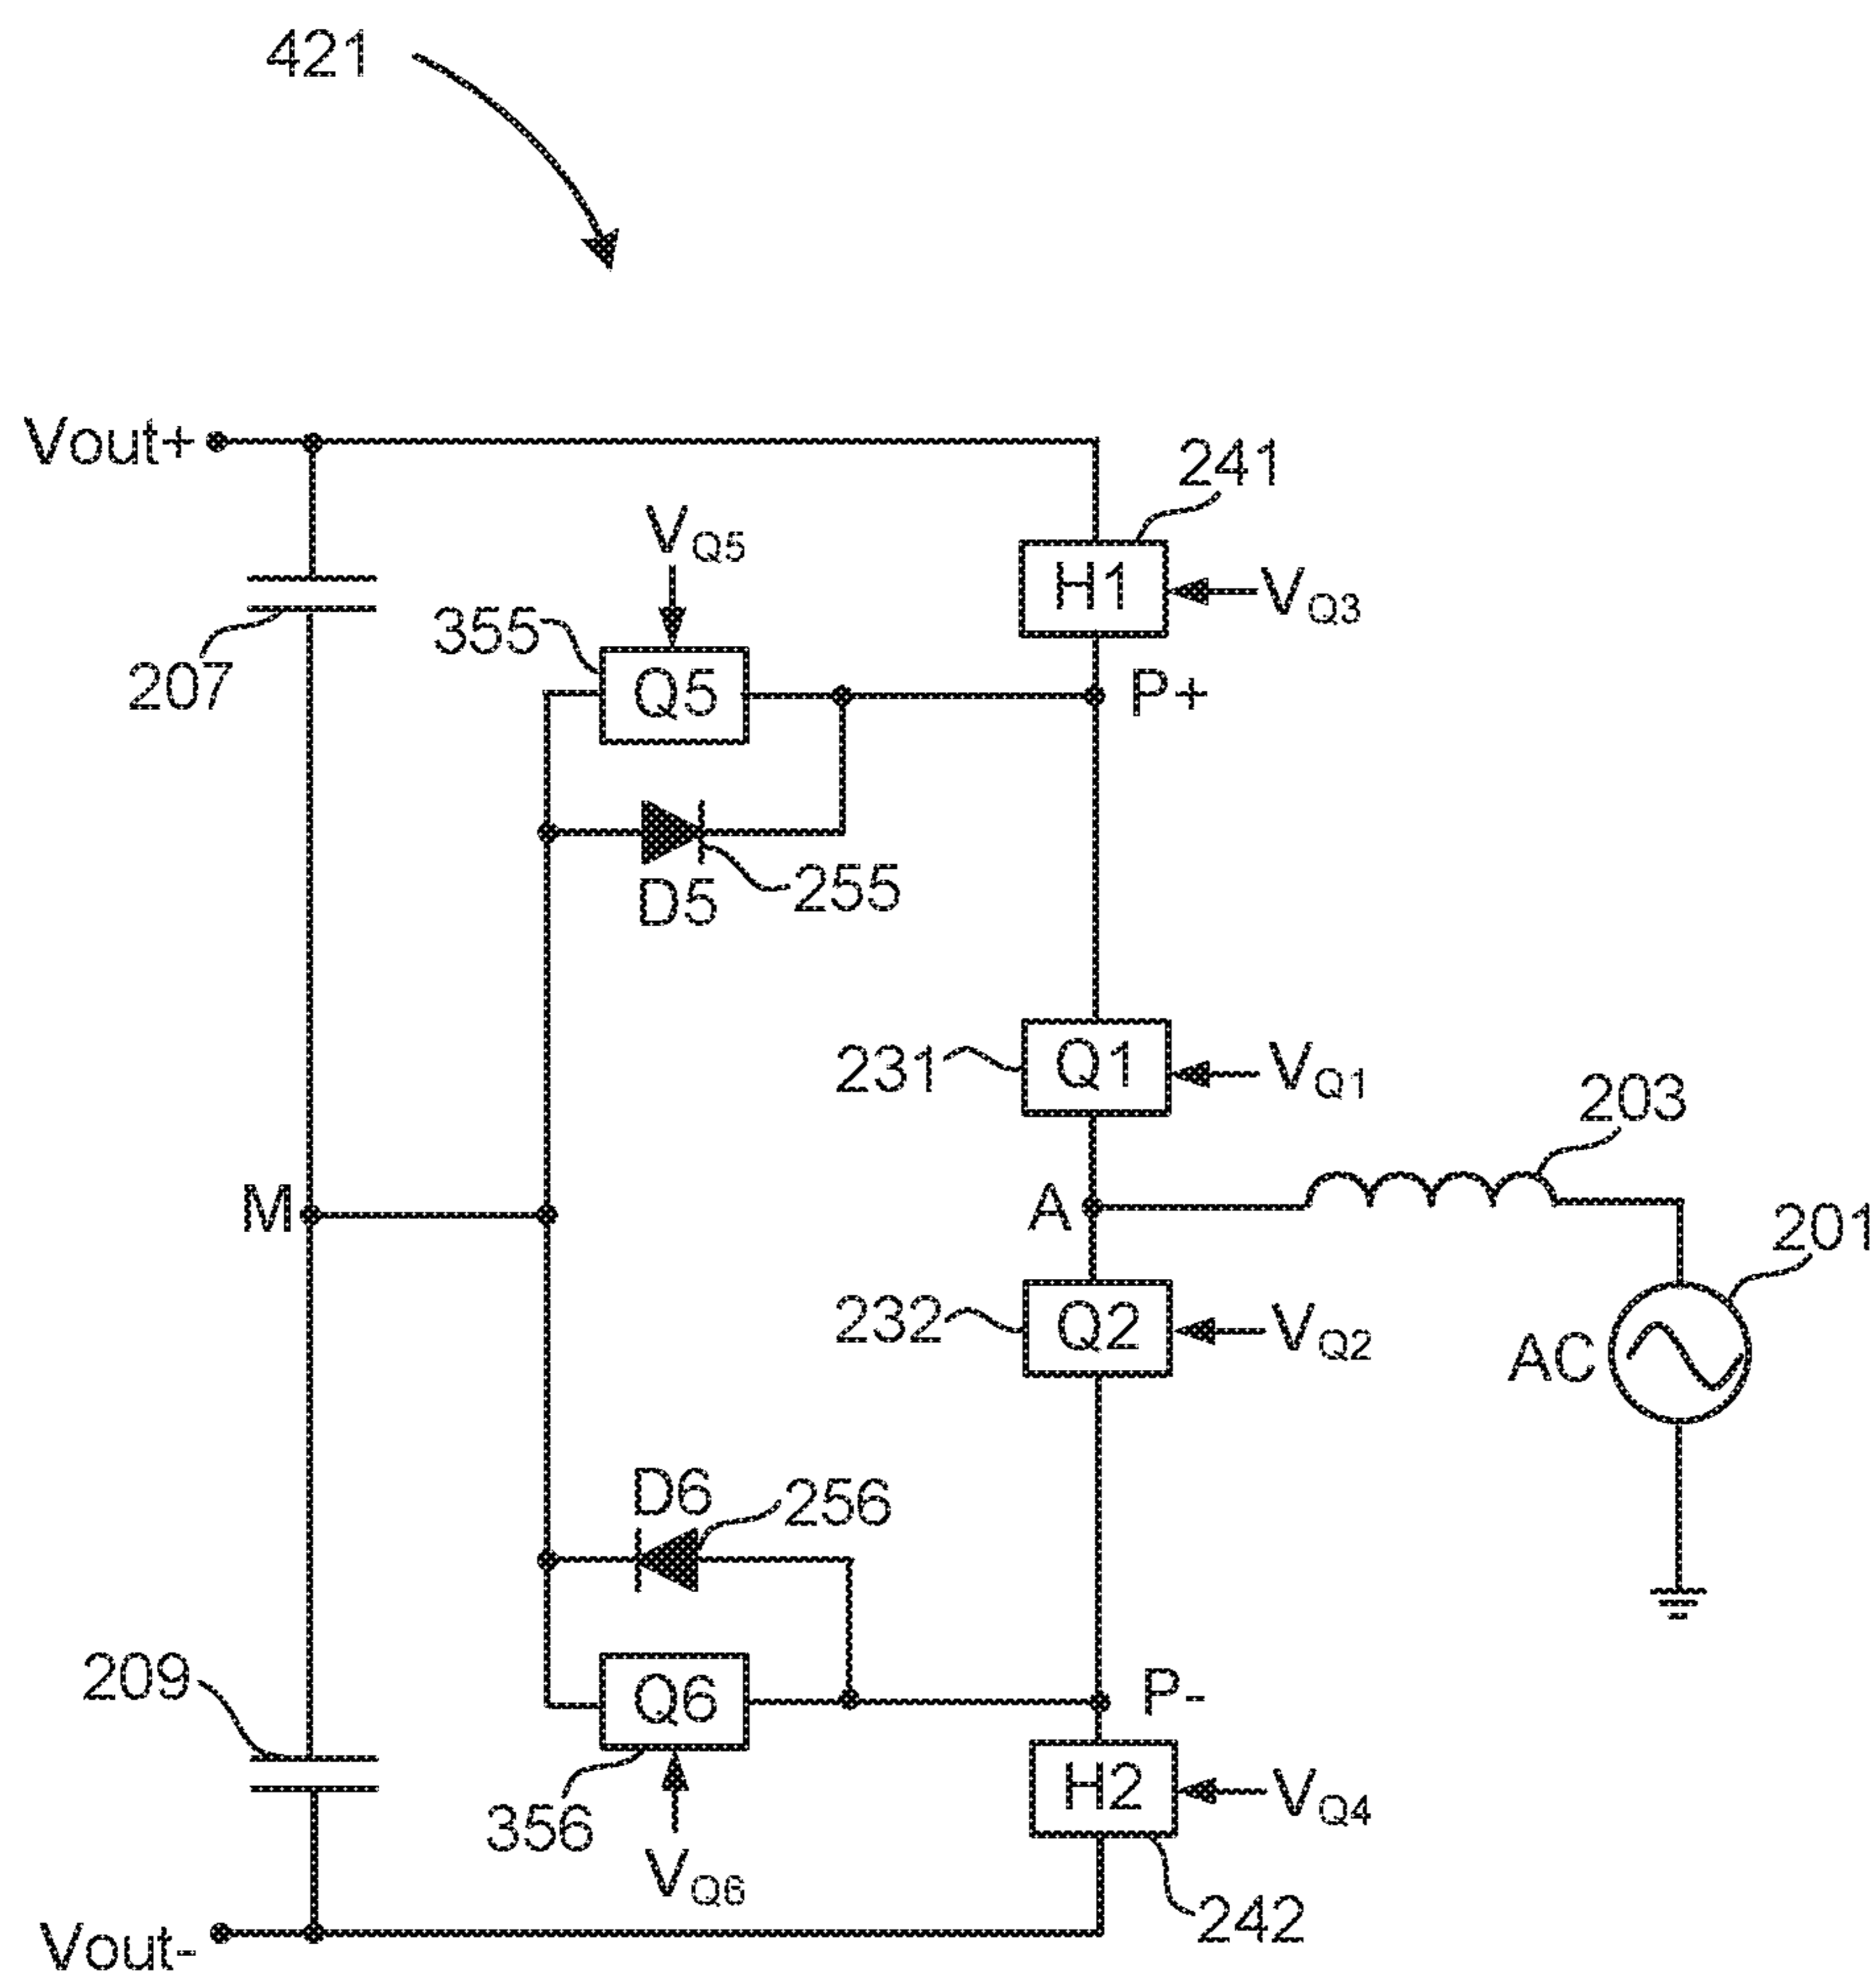 421
Vout+
241
VQ5
H1
VQ3
355
207
Q5
P+
D5
255
231
Q1
VQ1
203
M
A
201
232
Q2
VQ2
AC
D6
256
209
Q6
P-
H2
VQ4
356
VQ6
242
Vout-